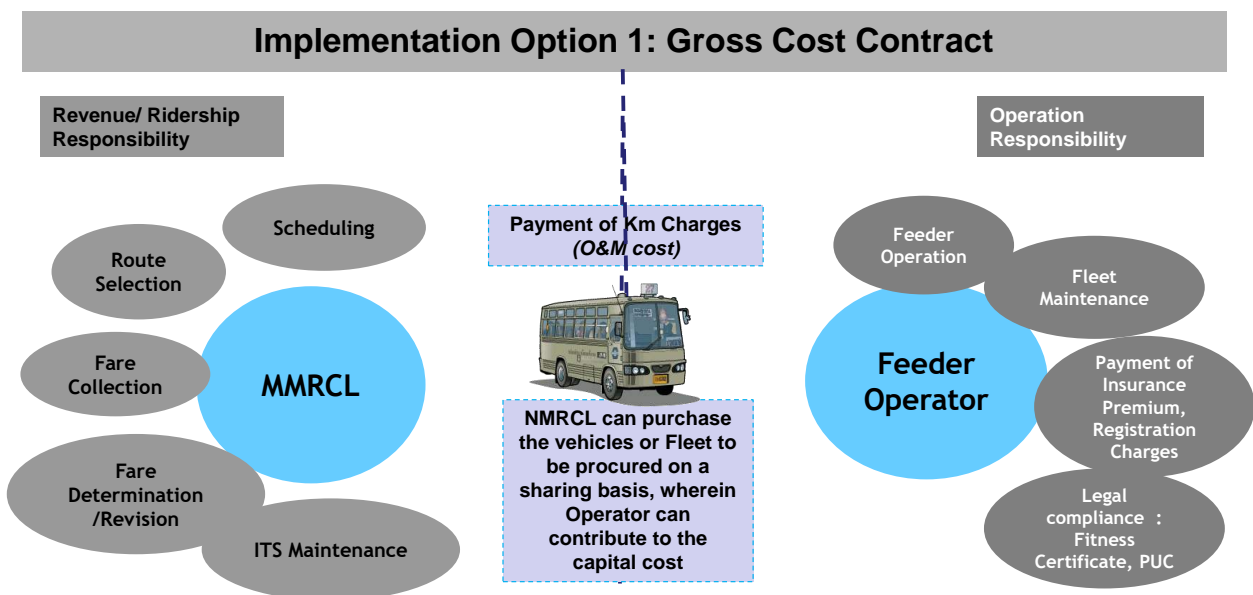 Implementation Option 1: Gross Cost Contract
Revenue/ Ridership
Responsibility
Operation
Responsibility
Scheduling
Route
Selection
Fare
Collection
MMRCL
Fare
Determination
/Revision
ITS Maintenance
Payment of Km Charges
(O&M cost)
NMRCL can purchase
the vehicles or Fleet to
be procured on a
sharing basis, wherein
Operator can
contribute to the
capital cost
Feeder
Operation
Fleet
Maintenance
Feeder
Operator
Payment of
Insurance
Premium,
Registration
Charges
Legal
compliance :
Fitness
Certificate, PUC